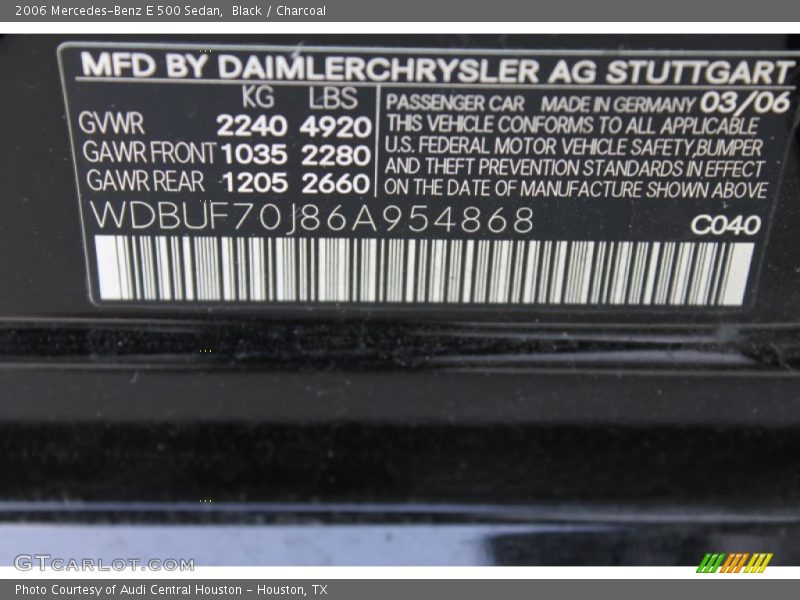 2006 Mercedes-Benz E 500 Sedan, Black / Charcoal
MFD BY DAIMLERCHRYSLER AG STUTTGART
KG LBS
GVWR 2240 4920
GAWR FRONT 1035 2280
GAWR REAR 1205 2660
PASSENGER CAR MADE IN GERMANY 03/06
THIS VEHICLE CONFORMS TO ALL APPLICABLE
U.S. FEDERAL MOTOR VEHICLE SAFETY,BUMPER
AND THEFT PREVENTION STANDARDS IN EFFECT
ON THE DATE OF MANUFACTURE SHOWN ABOVE
WDBUF70J86A954868 C040
GTcarlot.com
Photo Courtesy of Audi Central Houston - Houston, TX